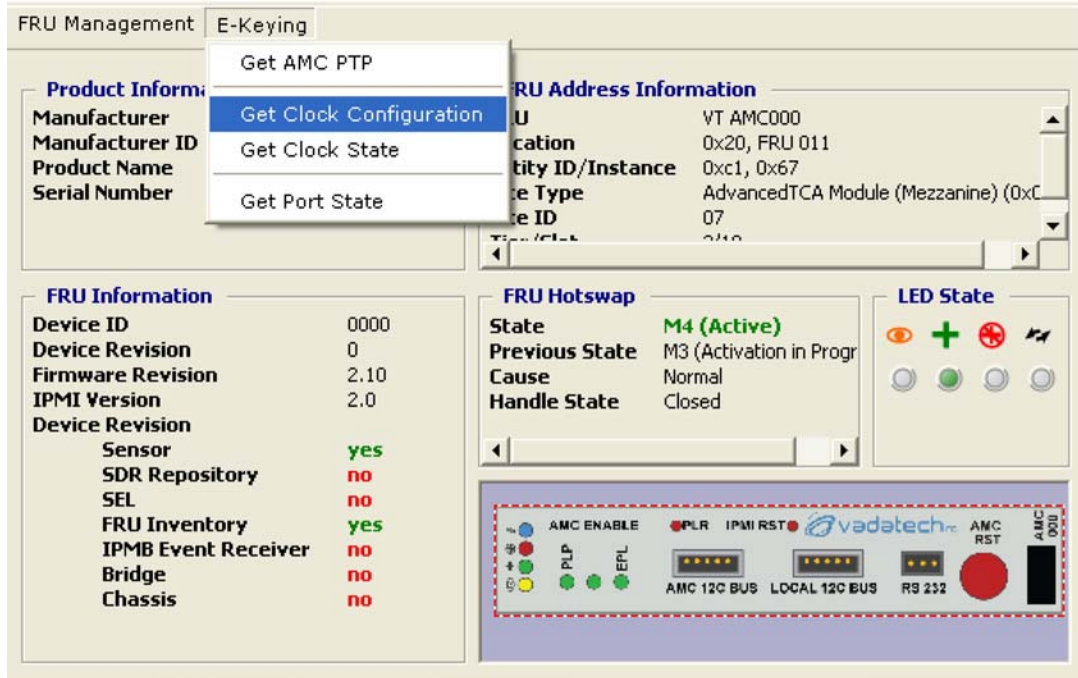 FRU Management E-Keying
Get AMC PTP
Get Clock Configuration
Get Clock State
Get Port State
Product Informa
Manufacturer
Manufacturer ID
Product Name
Serial Number
RU Address Information
U VT AMC000
cation 0x20, FRU 011
tity ID/Instance 0xc1, 0x67
ce Type AdvancedTCA Module (Mezzanine) (0xC
ce ID 07
FRU Information
Device ID 0000
Device Revision 0
Firmware Revision 2.10
IPMI Version 2.0
Device Revision
Sensor yes
SDR Repository no
SEL no
FRU Inventory yes
IPMB Event Receiver no
Bridge no
Chassis no
FRU Hotswap
State M4 (Active)
Previous State M3 (Activation in Progr
Cause Normal
Handle State Closed
LED State
AMC ENABLE
PLP
EPL
PLR IPMI RST
vadatech
AMC RST
AMC 000
AMC 12C BUS LOCAL 12C BUS RS 232